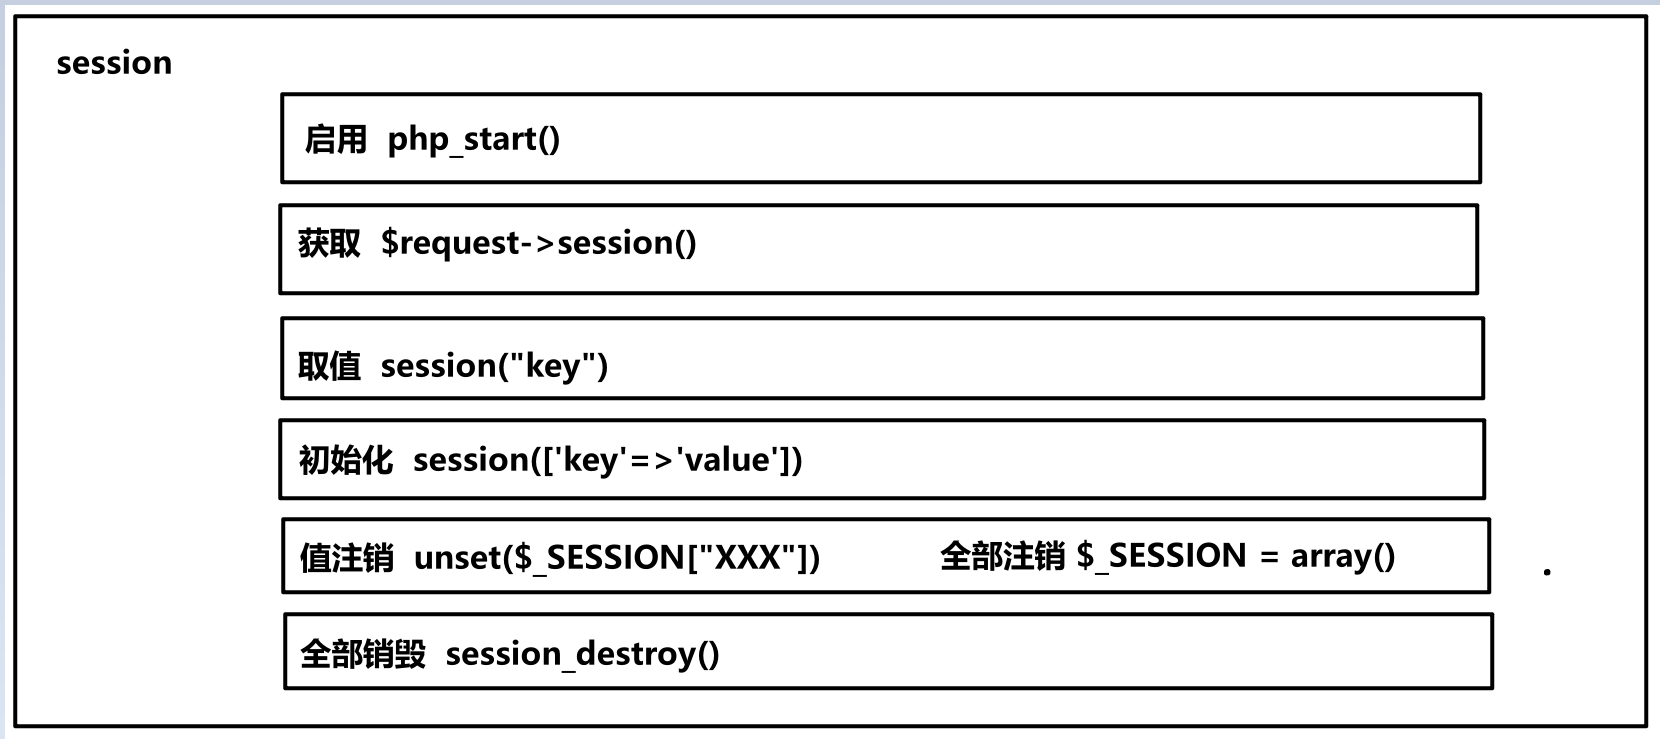 session
启用 php_start()
获取 $request->session()
取值 session("key")
初始化 session(['key'=>'value'])
值注销 unset($_SESSION["XXX"]) 全部注销 $_SESSION = array()
全部销毁 session_destroy()